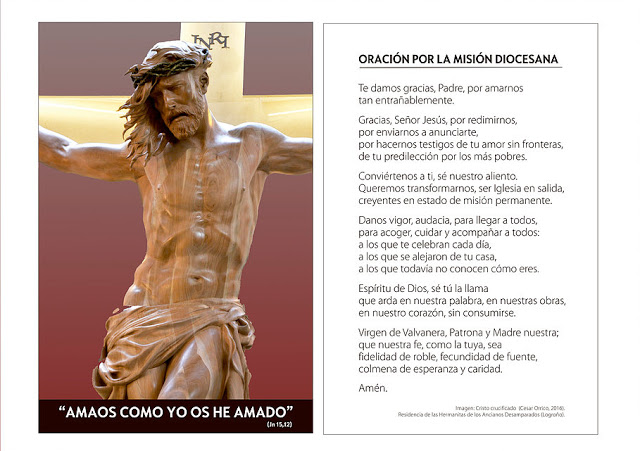 INRI
"AMAOS COMO YO OS HE AMADO"
(Jn 15,12)
ORACIÓN POR LA MISIÓN DIOCESANA
Te damos gracias, Padre, por amarnos
tan entrañablemente.
Gracias, Señor Jesús, por redimirnos,
por enviarnos a anunciarte,
por hacernos testigos de tu amor sin fronteras,
de tu predilección por los más pobres.
Conviértenos a ti, sé nuestro aliento.
Queremos transformarnos, ser Iglesia en salida,
creyentes en estado de misión permanente.
Danos vigor, audacia, para llegar a todos,
para acoger, cuidar y acompañar a todos:
a los que te celebran cada día,
a los que se alejaron de tu casa,
a los que todavía no conocen cómo eres.
Espíritu de Dios, sé tú la llama
que arda en nuestra palabra, en nuestras obras,
en nuestro corazón, sin consumirse.
Virgen de Valvanera, Patrona y Madre nuestra;
que nuestra fe, como la tuya, sea
fidelidad de roble, fecundidad de fuente,
colmena de esperanza y caridad.
Amén.
Imagen: Cristo crucificado (Cesar Orrico, 2016).
Residencia de las Hermanitas de los Ancianos Desamparados (Logroño).